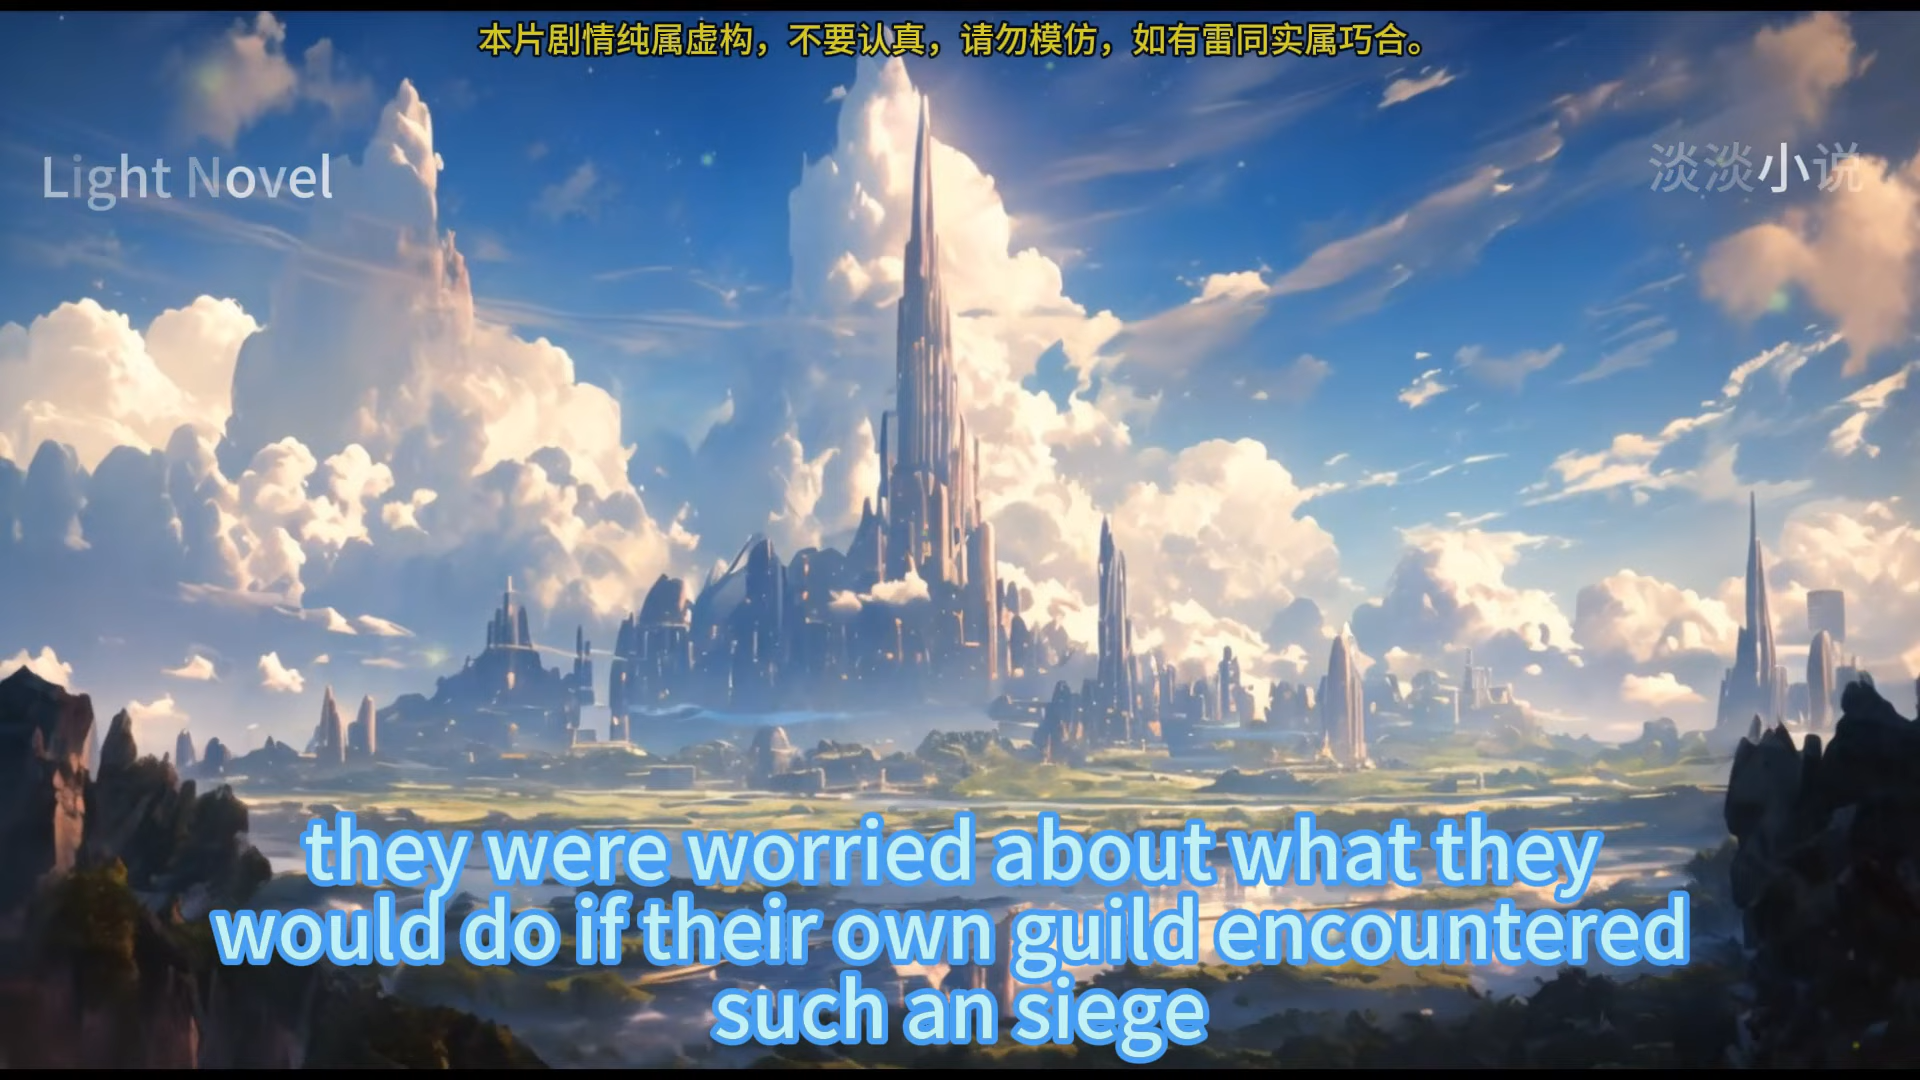 本片剧情纯属虚构，不要认真，请勿模仿，如有雷同实属巧合。
Light Novel
淡淡小说
they were worried about what they
would do if their own guild encountered
such an siege